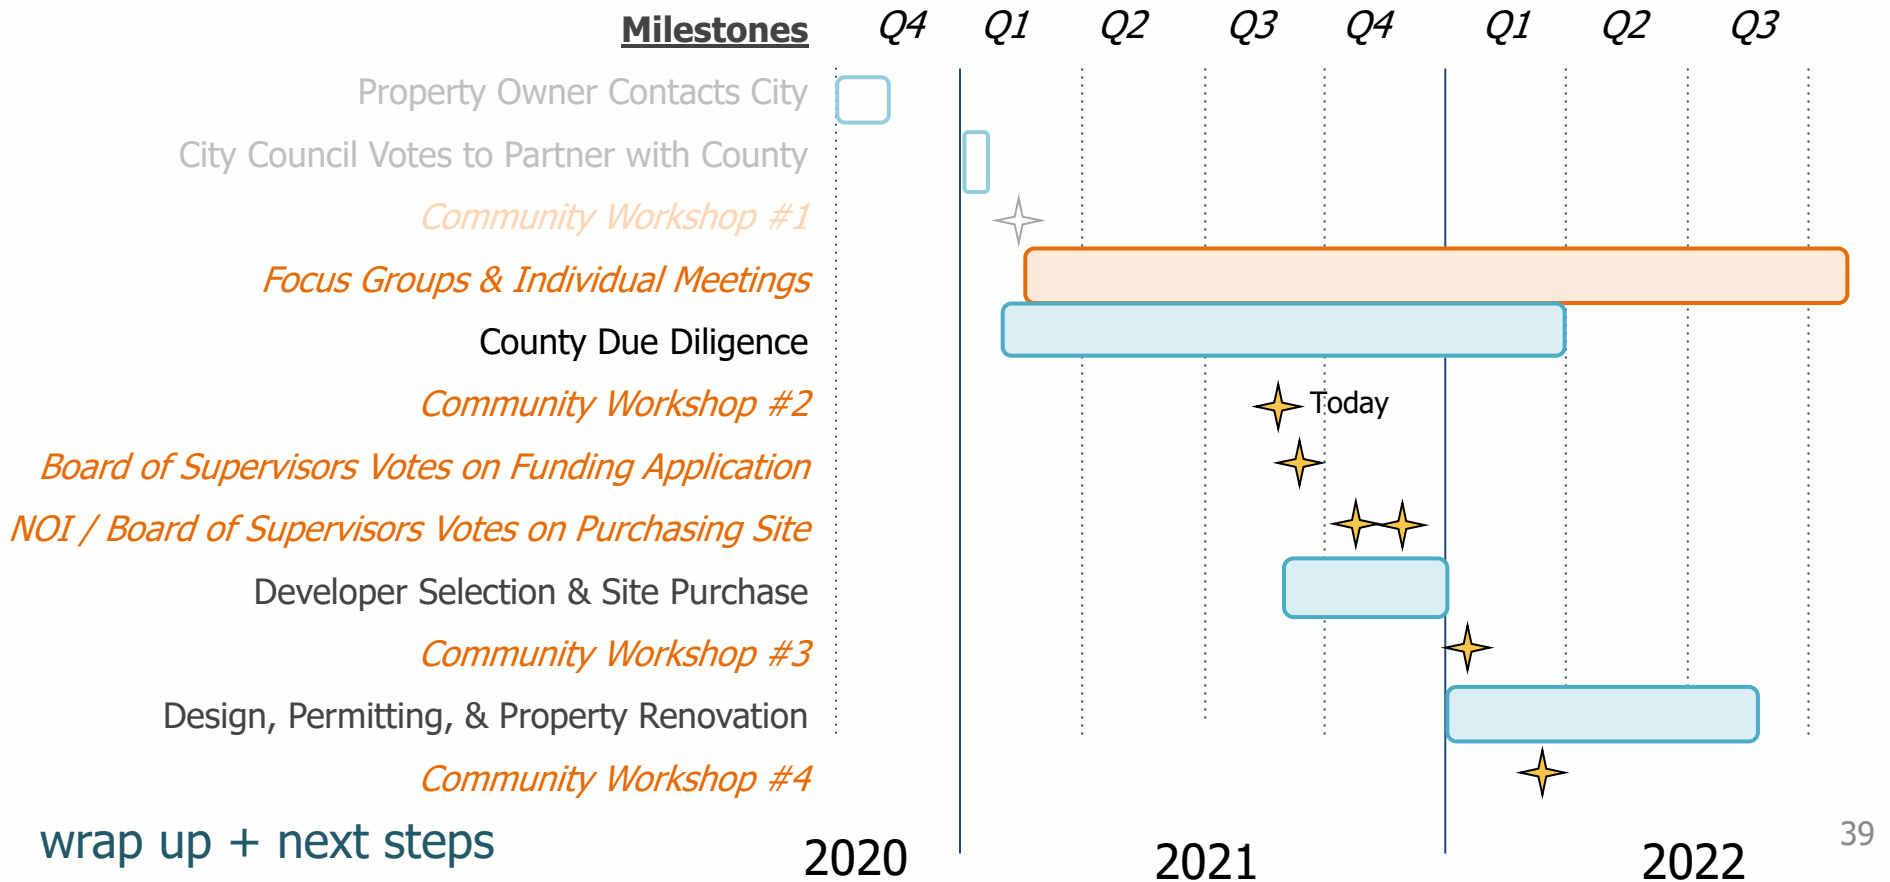 Milestones Q4 Q1 Q2 Q3 Q4 Q1 Q2 Q3
Property Owner Contacts City
City Council Votes to Partner with County
Community Workshop #1
Focus Groups & Individual Meetings
County Due Diligence
Community Workshop #2 Today
Board of Supervisors Votes on Funding Application
NOI / Board of Supervisors Votes on Purchasing Site
Developer Selection & Site Purchase
Community Workshop #3
Design, Permitting, & Property Renovation
Community Workshop #4
wrap up + next steps
2020 2021 2022
39